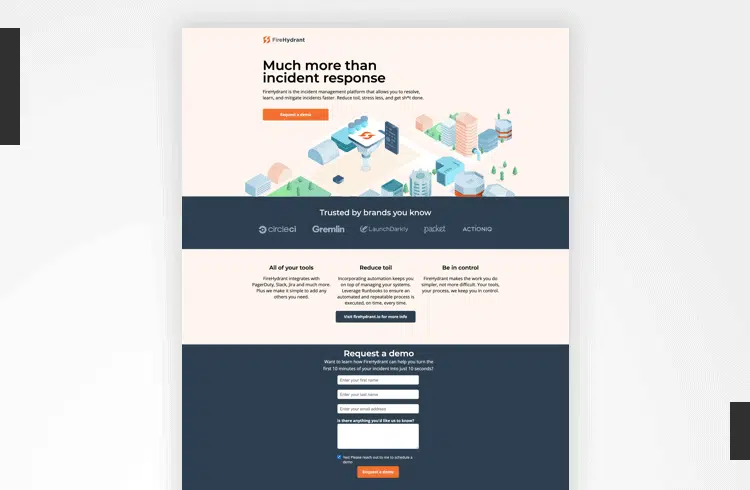 FireHydrant
Much more than
incident response
FireHydrant is the incident management platform that allows you to resolve,
learn, and mitigate incidents faster. Reduce toil, stress less, and get sh*t done.
Request a demo
Trusted by brands you know
circleci Gremlin LaunchDarkly packet ACTIONIQ
All of your tools
FireHydrant integrates with
PagerDuty, Slack, Jira and much more.
Plus we make it simple to add any
others you need.
Reduce toil
Incorporating automation keeps you
on top of managing your systems.
Leverage Runbooks to ensure an
automated and repeatable process is
executed, on time, every time.
Be in control
FireHydrant makes the work you do
simpler, not more difficult. Your tools,
your process, we keep you in control.
Visit firehydrant.io for more info
Request a demo
Want to learn how FireHydrant can help you turn the
first 10 minutes of your incident into just 10 seconds?
Enter your first name
Enter your last name
Enter your email address
Is there anything you'd like us to know?
Yes! Please reach out to me to schedule a
demo
Request a demo